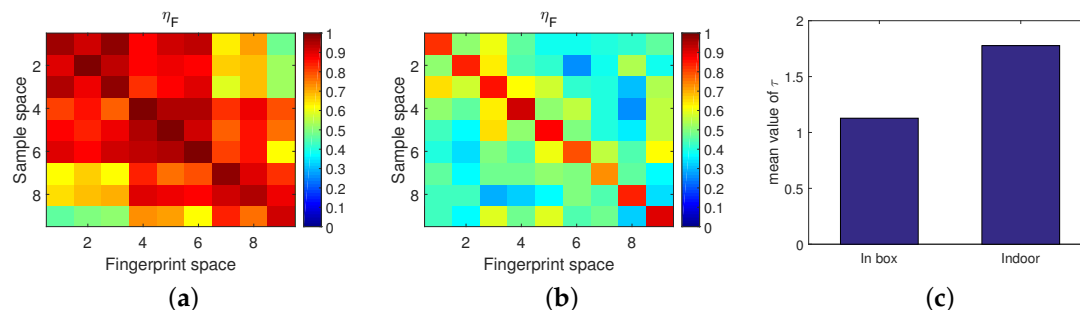 η_F
Sample space
2
4
6
8
2 4 6 8
Fingerprint space
1
0.9
0.8
0.7
0.6
0.5
0.4
0.3
0.2
0.1
0
(a)
η_F
Sample space
2
4
6
8
2 4 6 8
Fingerprint space
1
0.9
0.8
0.7
0.6
0.5
0.4
0.3
0.2
0.1
0
(b)
mean value of τ
2
1.5
1
0.5
0
In box Indoor
(c)